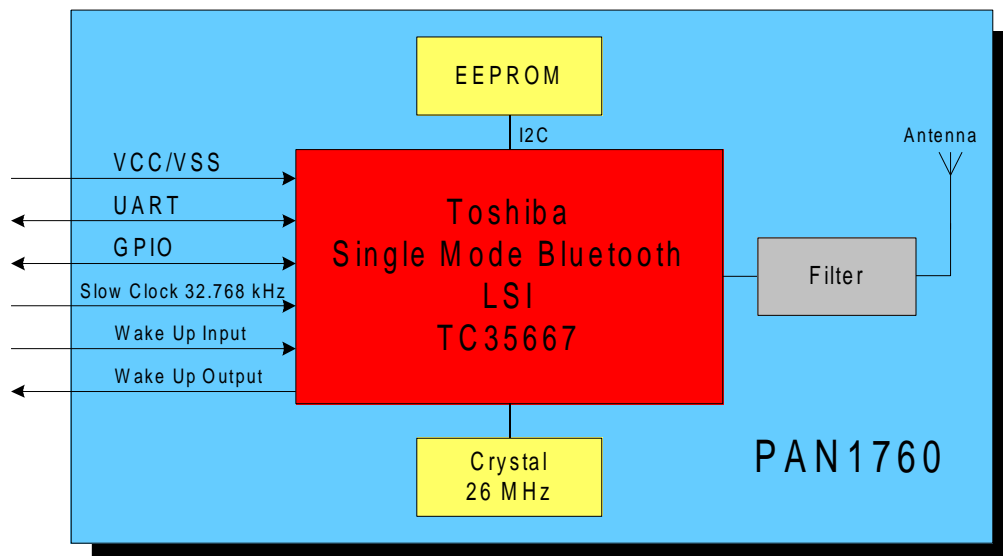 EEPROM
I2C
Antenna
VCC/VSS
UART
GPIO
Slow Clock 32.768 kHz
Wake Up Input
Wake Up Output
Toshiba
Single Mode Bluetooth
LSI
TC35667
Filter
Crystal
26 MHz
PAN1760